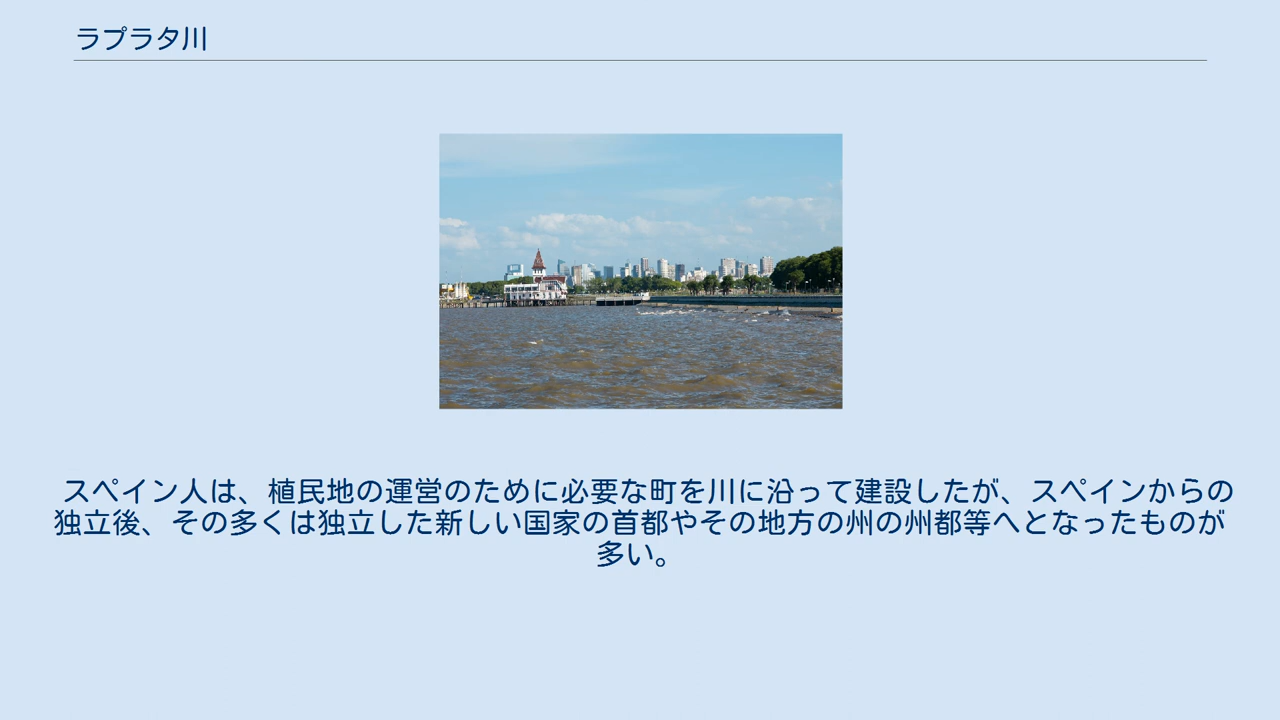 ラプラタ川
スペイン人は、植民地の運営のために必要な町を川に沿って建設したが、スペインからの
独立後、その多くは独立した新しい国家の首都やその地方の州の州都等へとなったものが
多い。